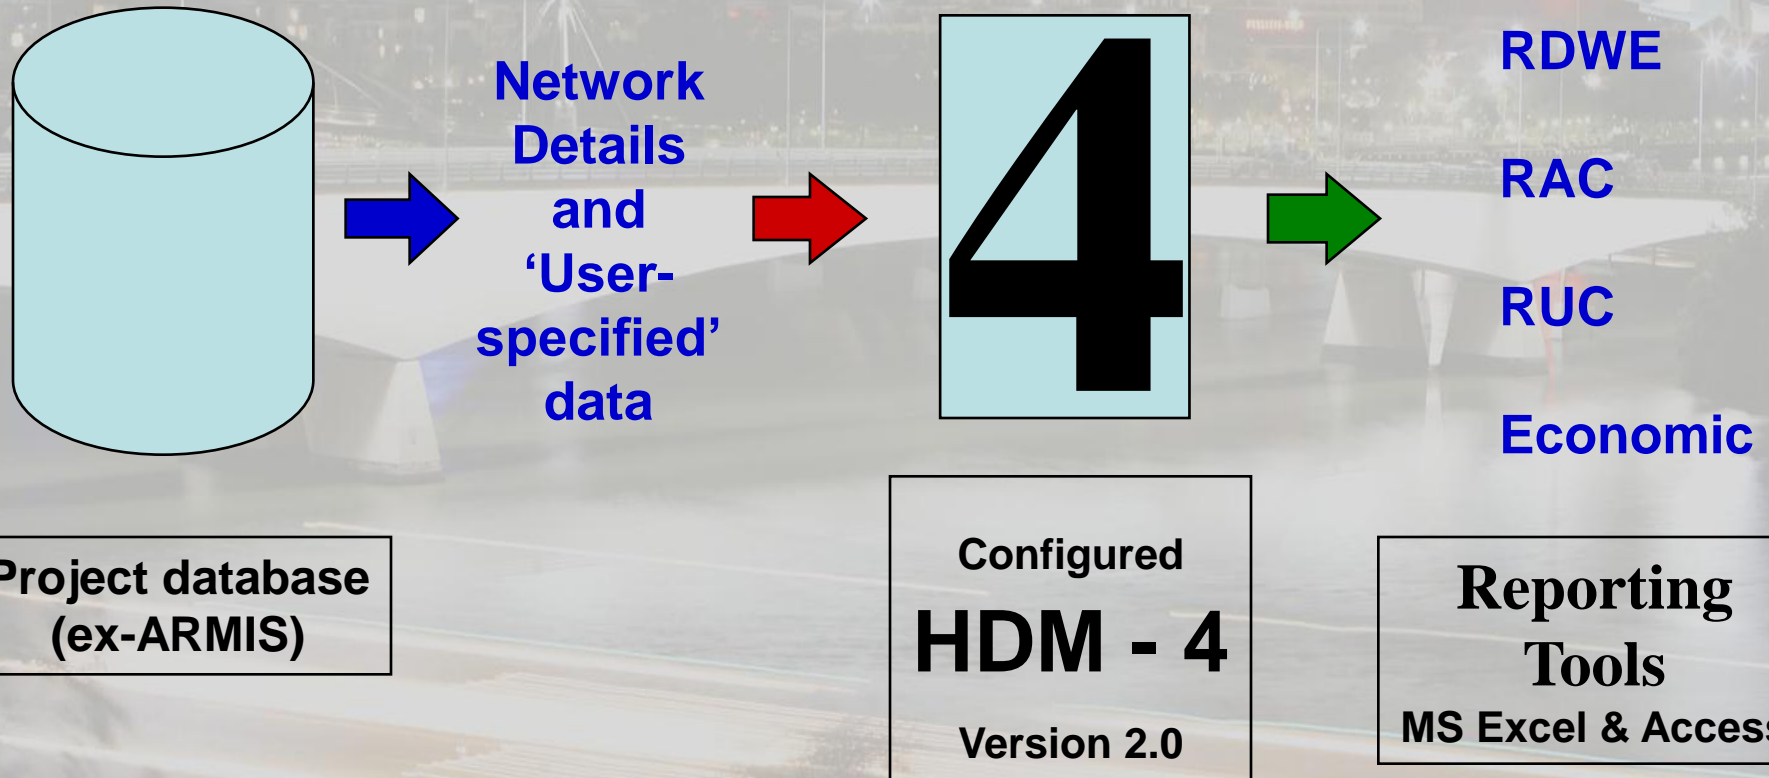 Network
Details
and
‘User-
specified’
data
4
RDWE
RAC
RUC
Economic
Project database
(ex-ARMIS)
Configured
HDM - 4
Version 2.0
Reporting
Tools
MS Excel & Access